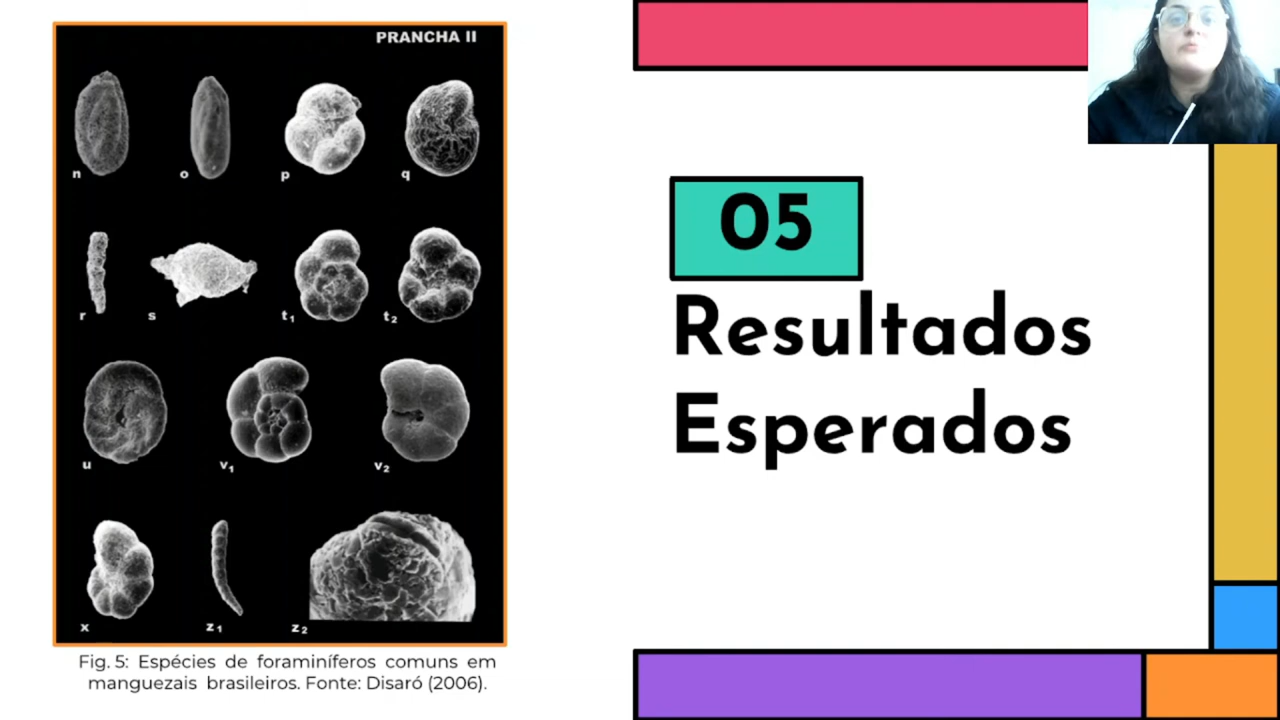 PRANCHA II
n o p q
r s t1 t2
u v1 v2
x z1 z2
Fig. 5: Espécies de foraminíferos comuns em
manguezais brasileiros. Fonte: Disaró (2006).
05
Resultados
Esperados